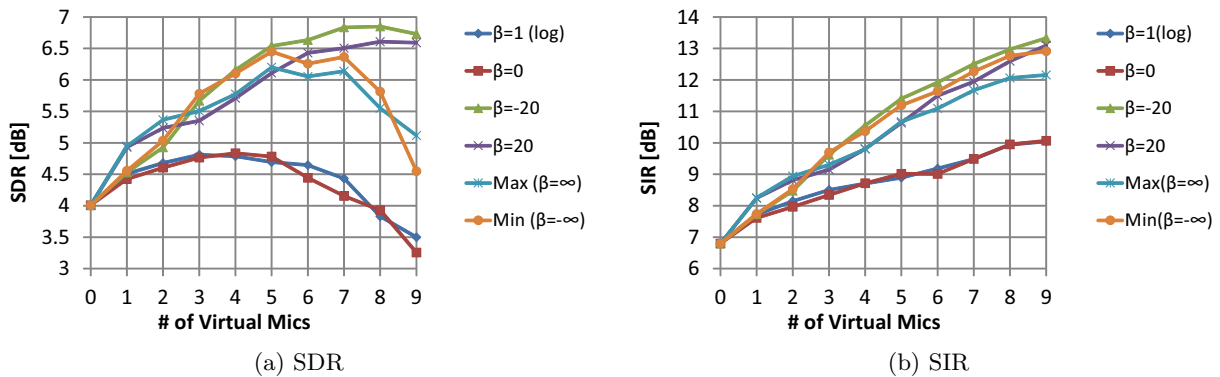 7
6.5
6
5.5
5
4.5
4
3.5
3
SDR [dB]
0 1 2 3 4 5 6 7 8 9
# of Virtual Mics
β=1 (log)
β=0
β=-20
β=20
Max (β=∞)
Min (β=-∞)
(a) SDR
14
13
12
11
10
9
8
7
6
SIR [dB]
0 1 2 3 4 5 6 7 8 9
# of Virtual Mics
β=1(log)
β=0
β=-20
β=20
Max(β=∞)
Min(β=-∞)
(b) SIR